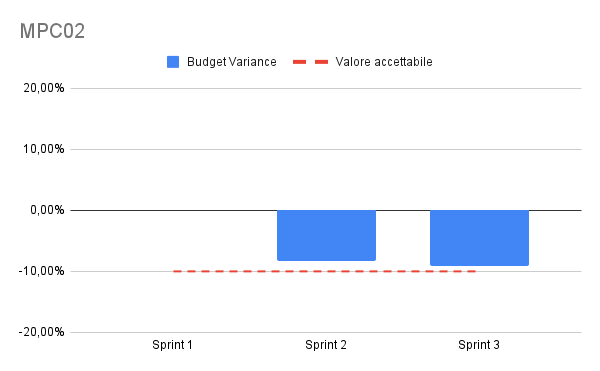 MPC02
Budget Variance
Valore accettabile
20,00%
10,00%
0,00%
-10,00%
-20,00%
Sprint 1
Sprint 2
Sprint 3